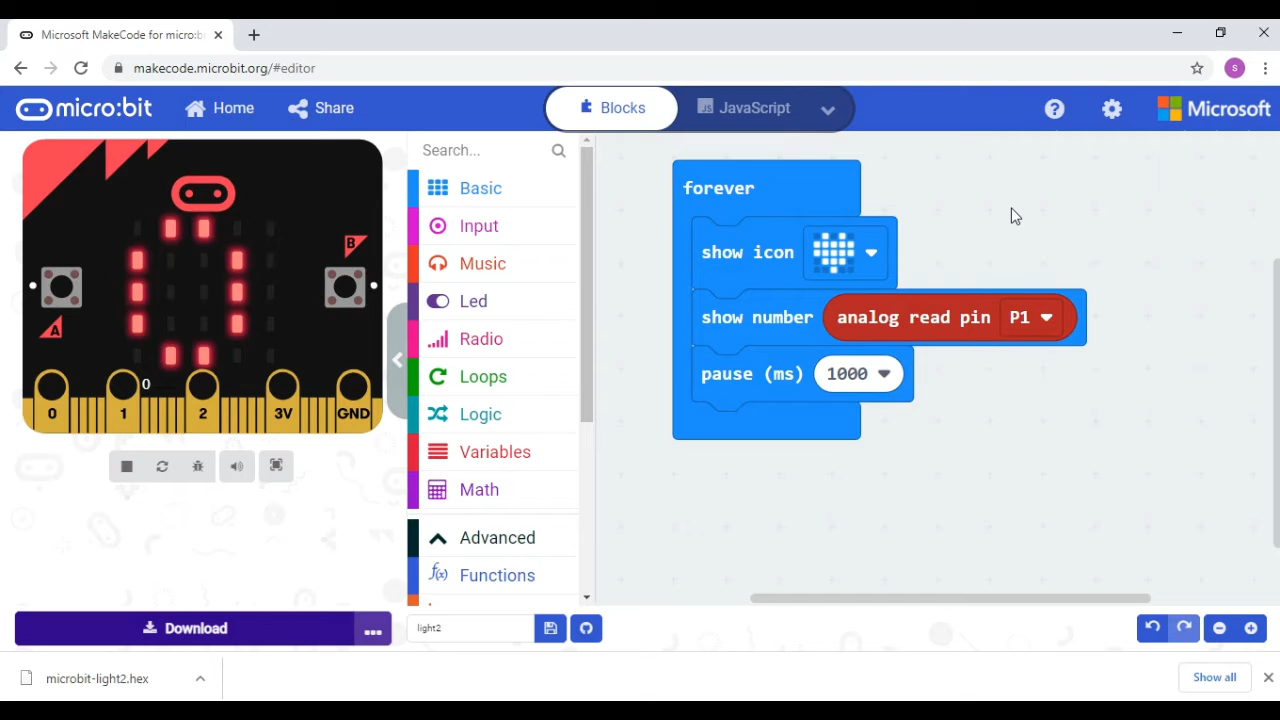 Microsoft MakeCode for micro:b
makecode.microbit.org/#editor
S
micro:bit
Home
Share
Blocks
JavaScript
?
Microsoft
B
A
0
0
1
2
3V
GND
Search...
Basic
Input
Music
Led
Radio
Loops
Logic
Variables
Math
Advanced
f(x) Functions
forever
show icon
show number analog read pin P1
pause (ms) 1000
Download
...
light2
microbit-light2.hex
Show all